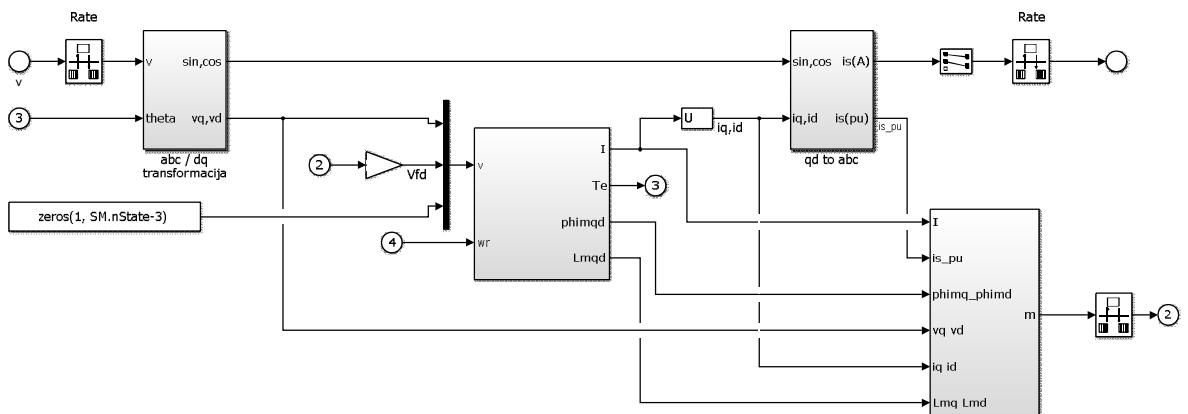 Rate
Rate
v
v
sin,cos
sin,cos
is(A)
3
theta
vq,vd
U
iq,id
iq,id
is(pu)
is_pu
abc / dq
transformacija
qd to abc
2
Vfd
v
I
Te
3
zeros(1, SM.nState-3)
phimqd
I
4
wr
Lmqd
is_pu
phimq_phimd
m
2
vq vd
iq id
Lmq Lmd